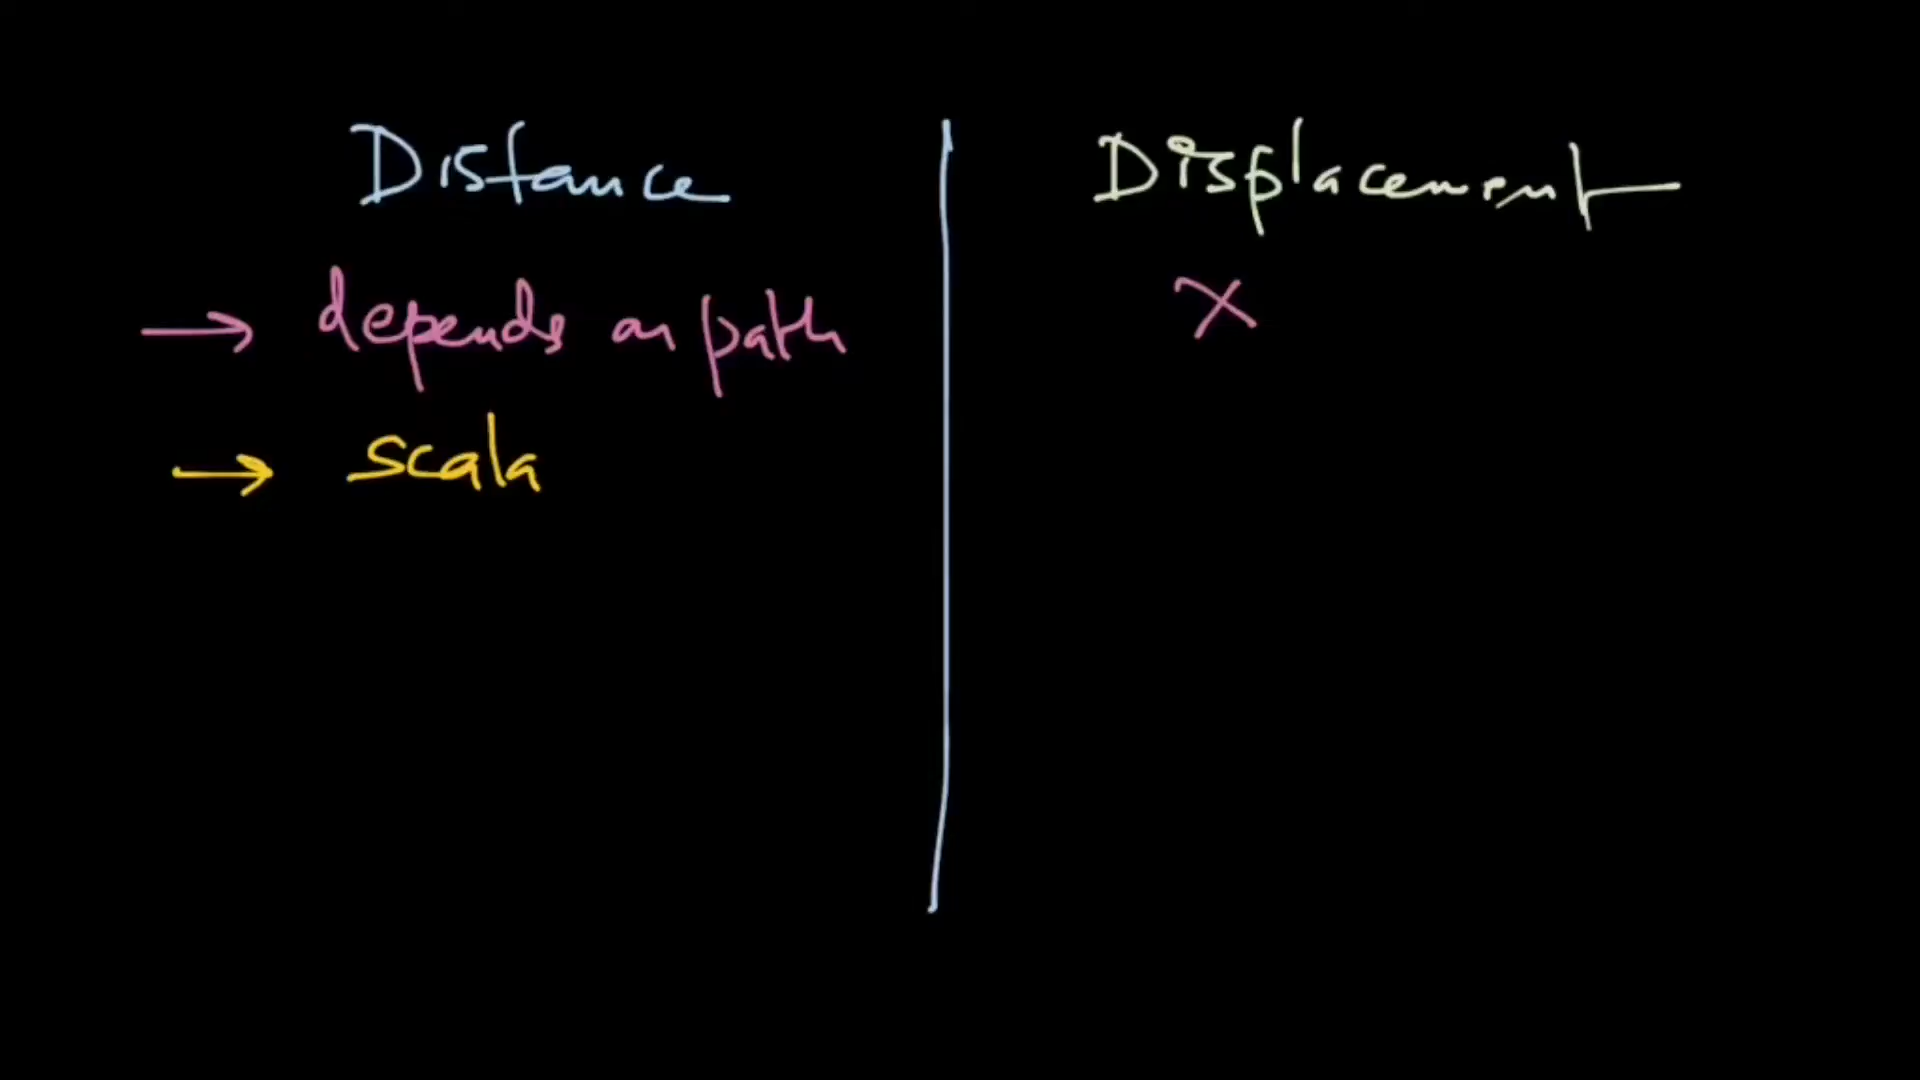 Distance
Displacement
→ depends on path
X
→ scala